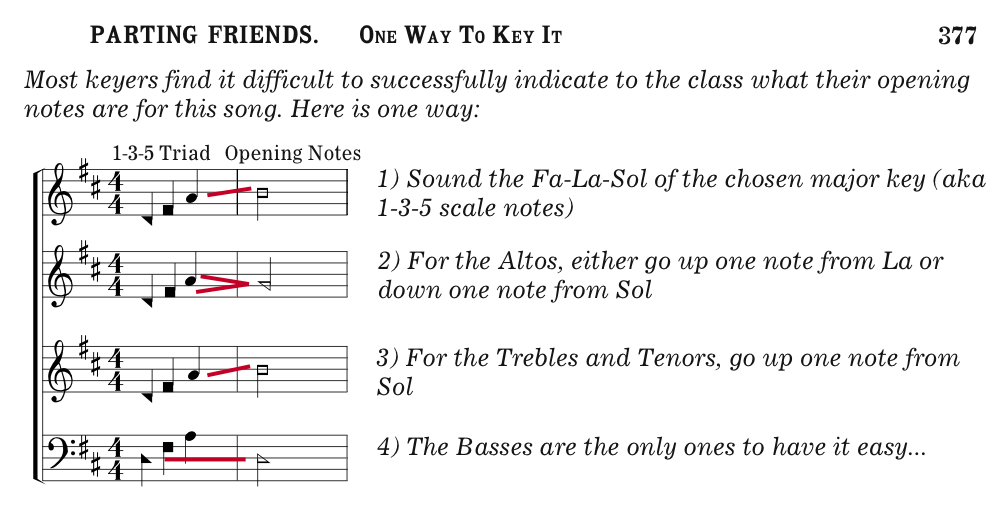 PARTING FRIENDS. One Way To Key It 377
Most keyers find it difficult to successfully indicate to the class what their opening
notes are for this song. Here is one way:
1-3-5 Triad Opening Notes
1) Sound the Fa-La-Sol of the chosen major key (aka
1-3-5 scale notes)
4
4
2) For the Altos, either go up one note from La or
down one note from Sol
4
4
3) For the Trebles and Tenors, go up one note from
Sol
4
4
4) The Basses are the only ones to have it easy...
4
4